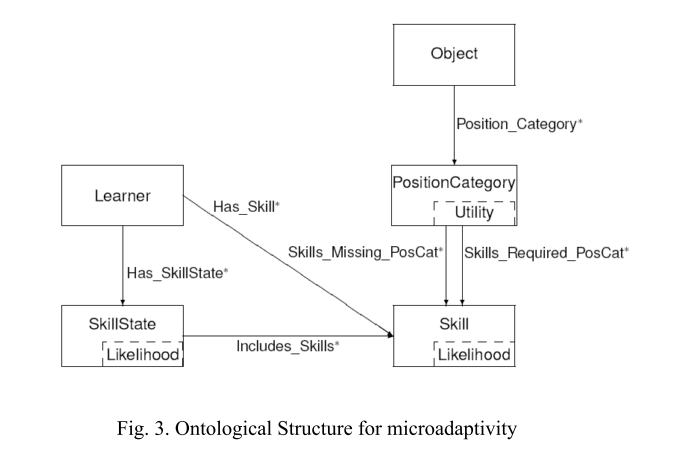 Object
Position_Category*
Learner
PositionCategory
Utility
Has_Skill*
Skills_Missing_PosCat*
Skills_Required_PosCat*
Has_SkillState*
SkillState
Likelihood
Includes_Skills*
Skill
Likelihood
Fig. 3. Ontological Structure for microadaptivity